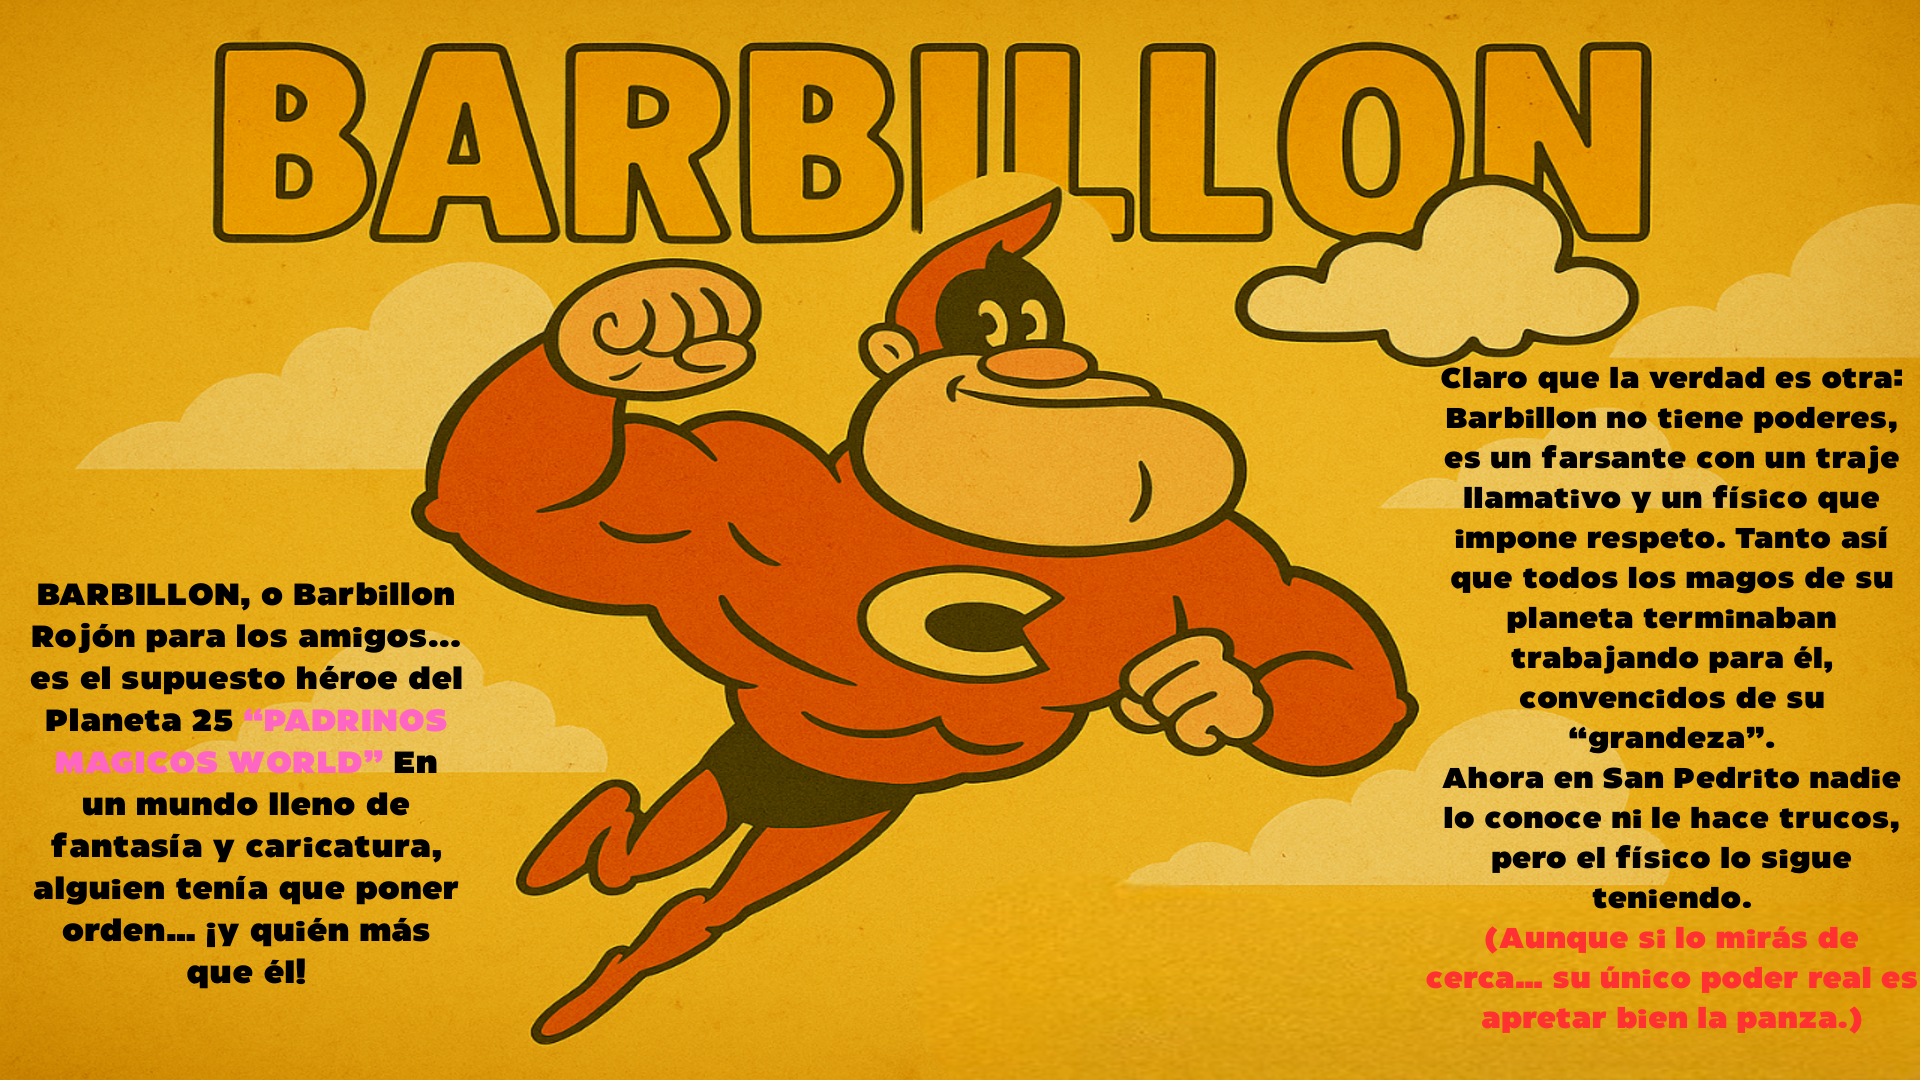 BARBILLON
BARBILLON, o Barbillon
Rojón para los amigos...
es el supuesto héroe del
Planeta 25 “PADRINOS
MAGICOS WORLD” En
un mundo lleno de
fantasía y caricatura,
alguien tenía que poner
orden... ¡y quién más
que él!
C
Claro que la verdad es otra:
Barbillon no tiene poderes,
es un farsante con un traje
llamativo y un físico que
impone respeto. Tanto así
que todos los magos de su
planeta terminaban
trabajando para él,
convencidos de su
“grandeza”.
Ahora en San Pedrito nadie
lo conoce ni le hace trucos,
pero el físico lo sigue
teniendo.
(Aunque si lo mirás de
cerca... su único poder real es
apretar bien la panza.)